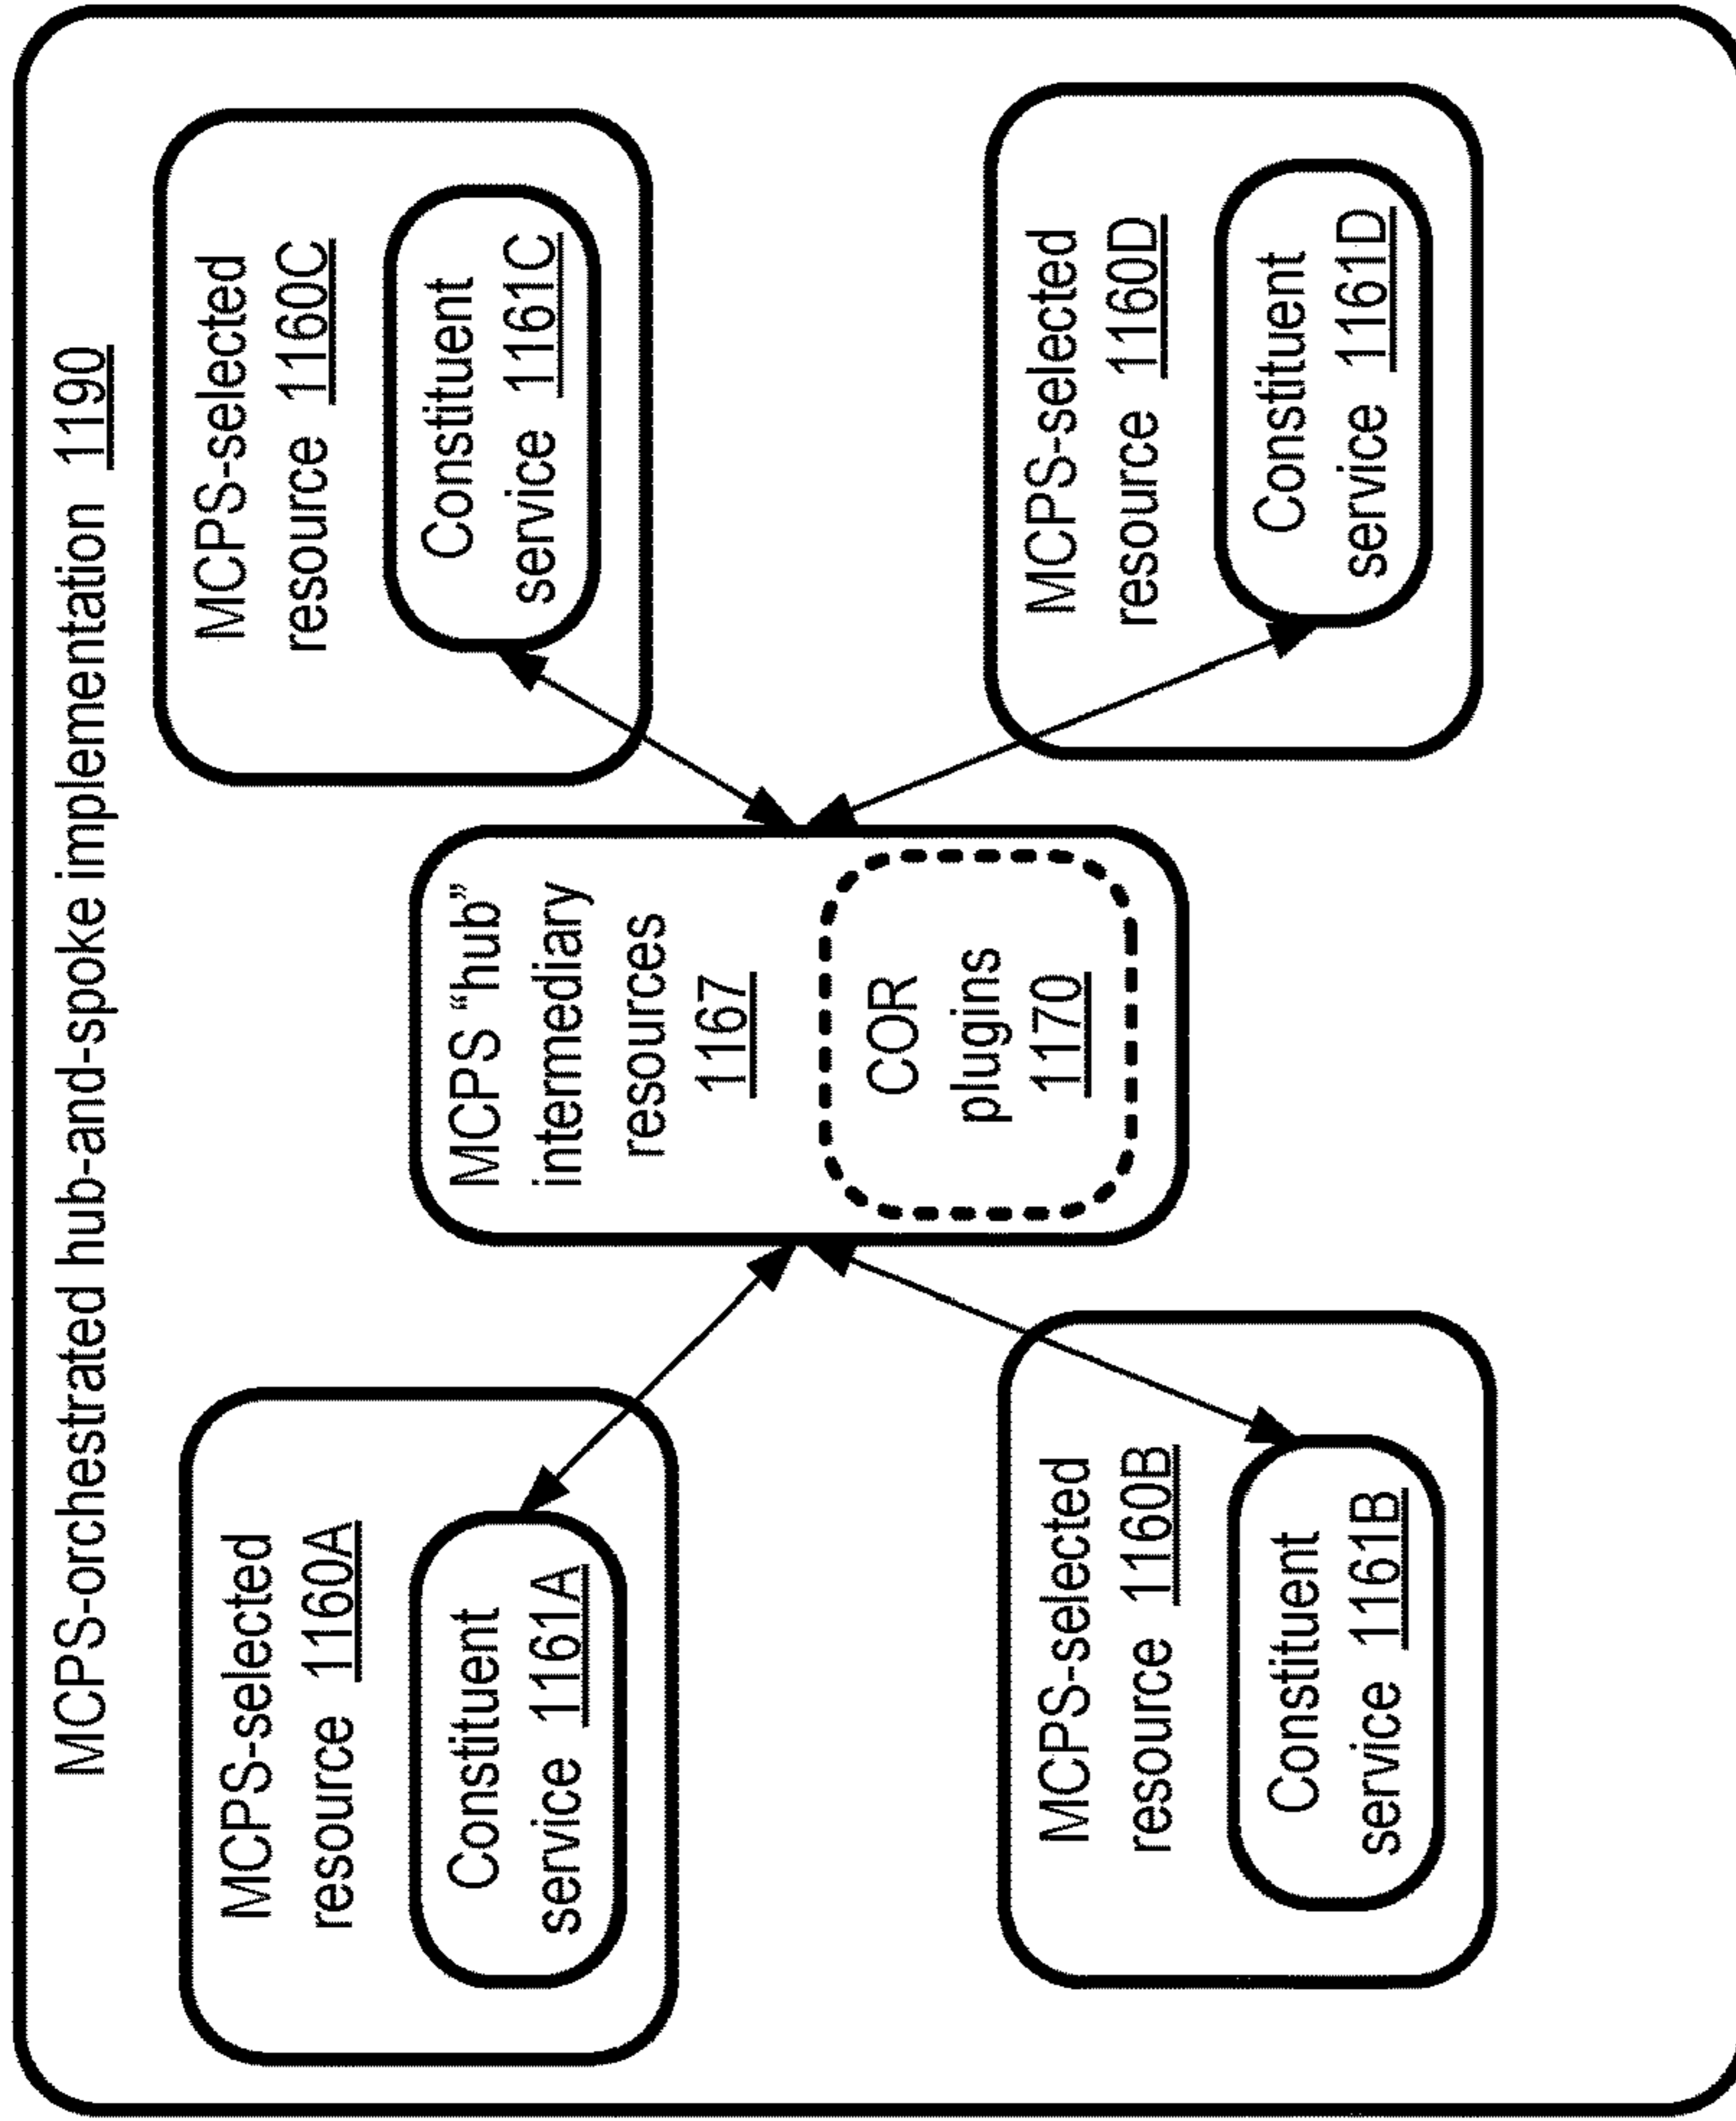 MCPS-orchestrated hub-and-spoke implementation 1190
MCPS-selected
resource 1160A
Constituent
service 1161A
MCPS-selected
resource 1160B
Constituent
service 1161B
MCPS “hub”
intermediary
resources
1167
COR
plugins
1170
MCPS-selected
resource 1160C
Constituent
service 1161C
MCPS-selected
resource 1160D
Constituent
service 1161D